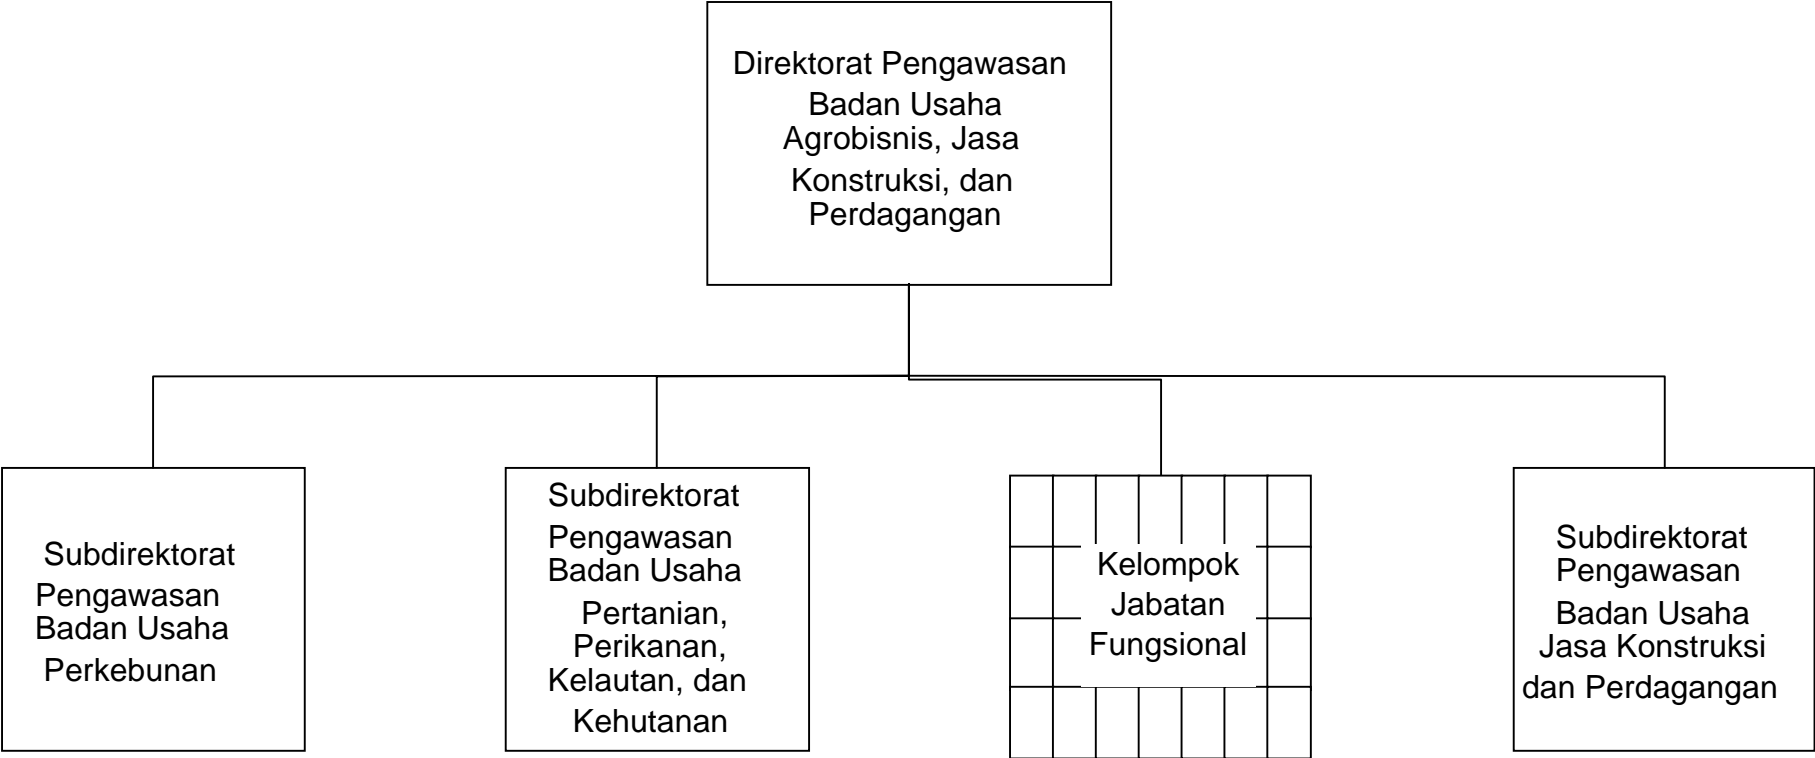 Direktorat Pengawasan
Badan Usaha
Agrobisnis, Jasa
Konstruksi, dan
Perdagangan
Subdirektorat
Pengawasan
Badan Usaha
Perkebunan
Subdirektorat
Pengawasan
Badan Usaha
Pertanian,
Perikanan,
Kelautan, dan
Kehutanan
Kelompok
Jabatan
Fungsional
Subdirektorat
Pengawasan
Badan Usaha
Jasa Konstruksi
dan Perdagangan